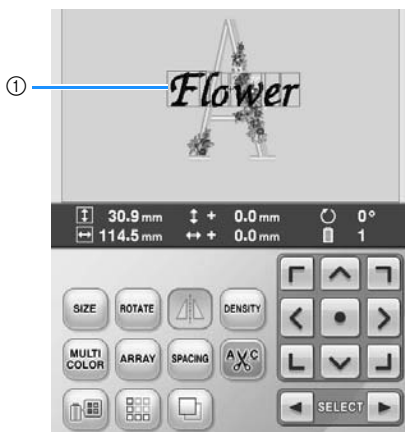 ①
A
Flower
30.9 mm + 0.0 mm 0°
114.5 mm + 0.0 mm 1
SIZE ROTATE DENSITY
MULTI COLOR ARRAY SPACING A C
SELECT